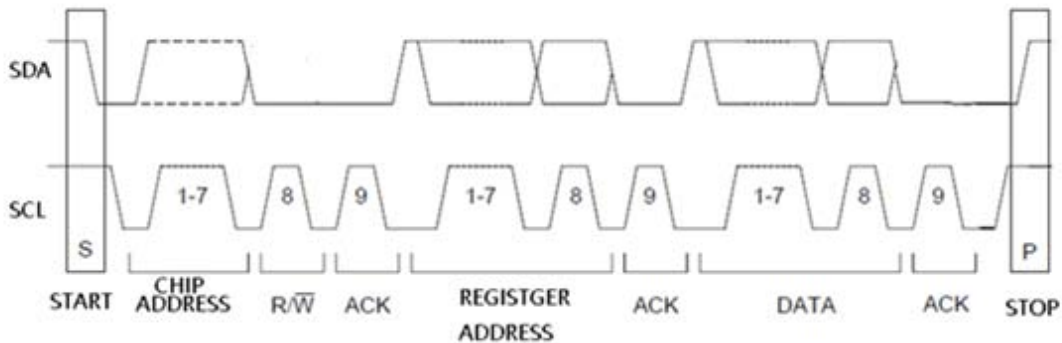 SDA
SCL
1-7 8 9 1-7 8 9 1-7 8 9
S P
START CHIP ADDRESS R/W̅ ACK REGISTGER ADDRESS ACK DATA ACK STOP